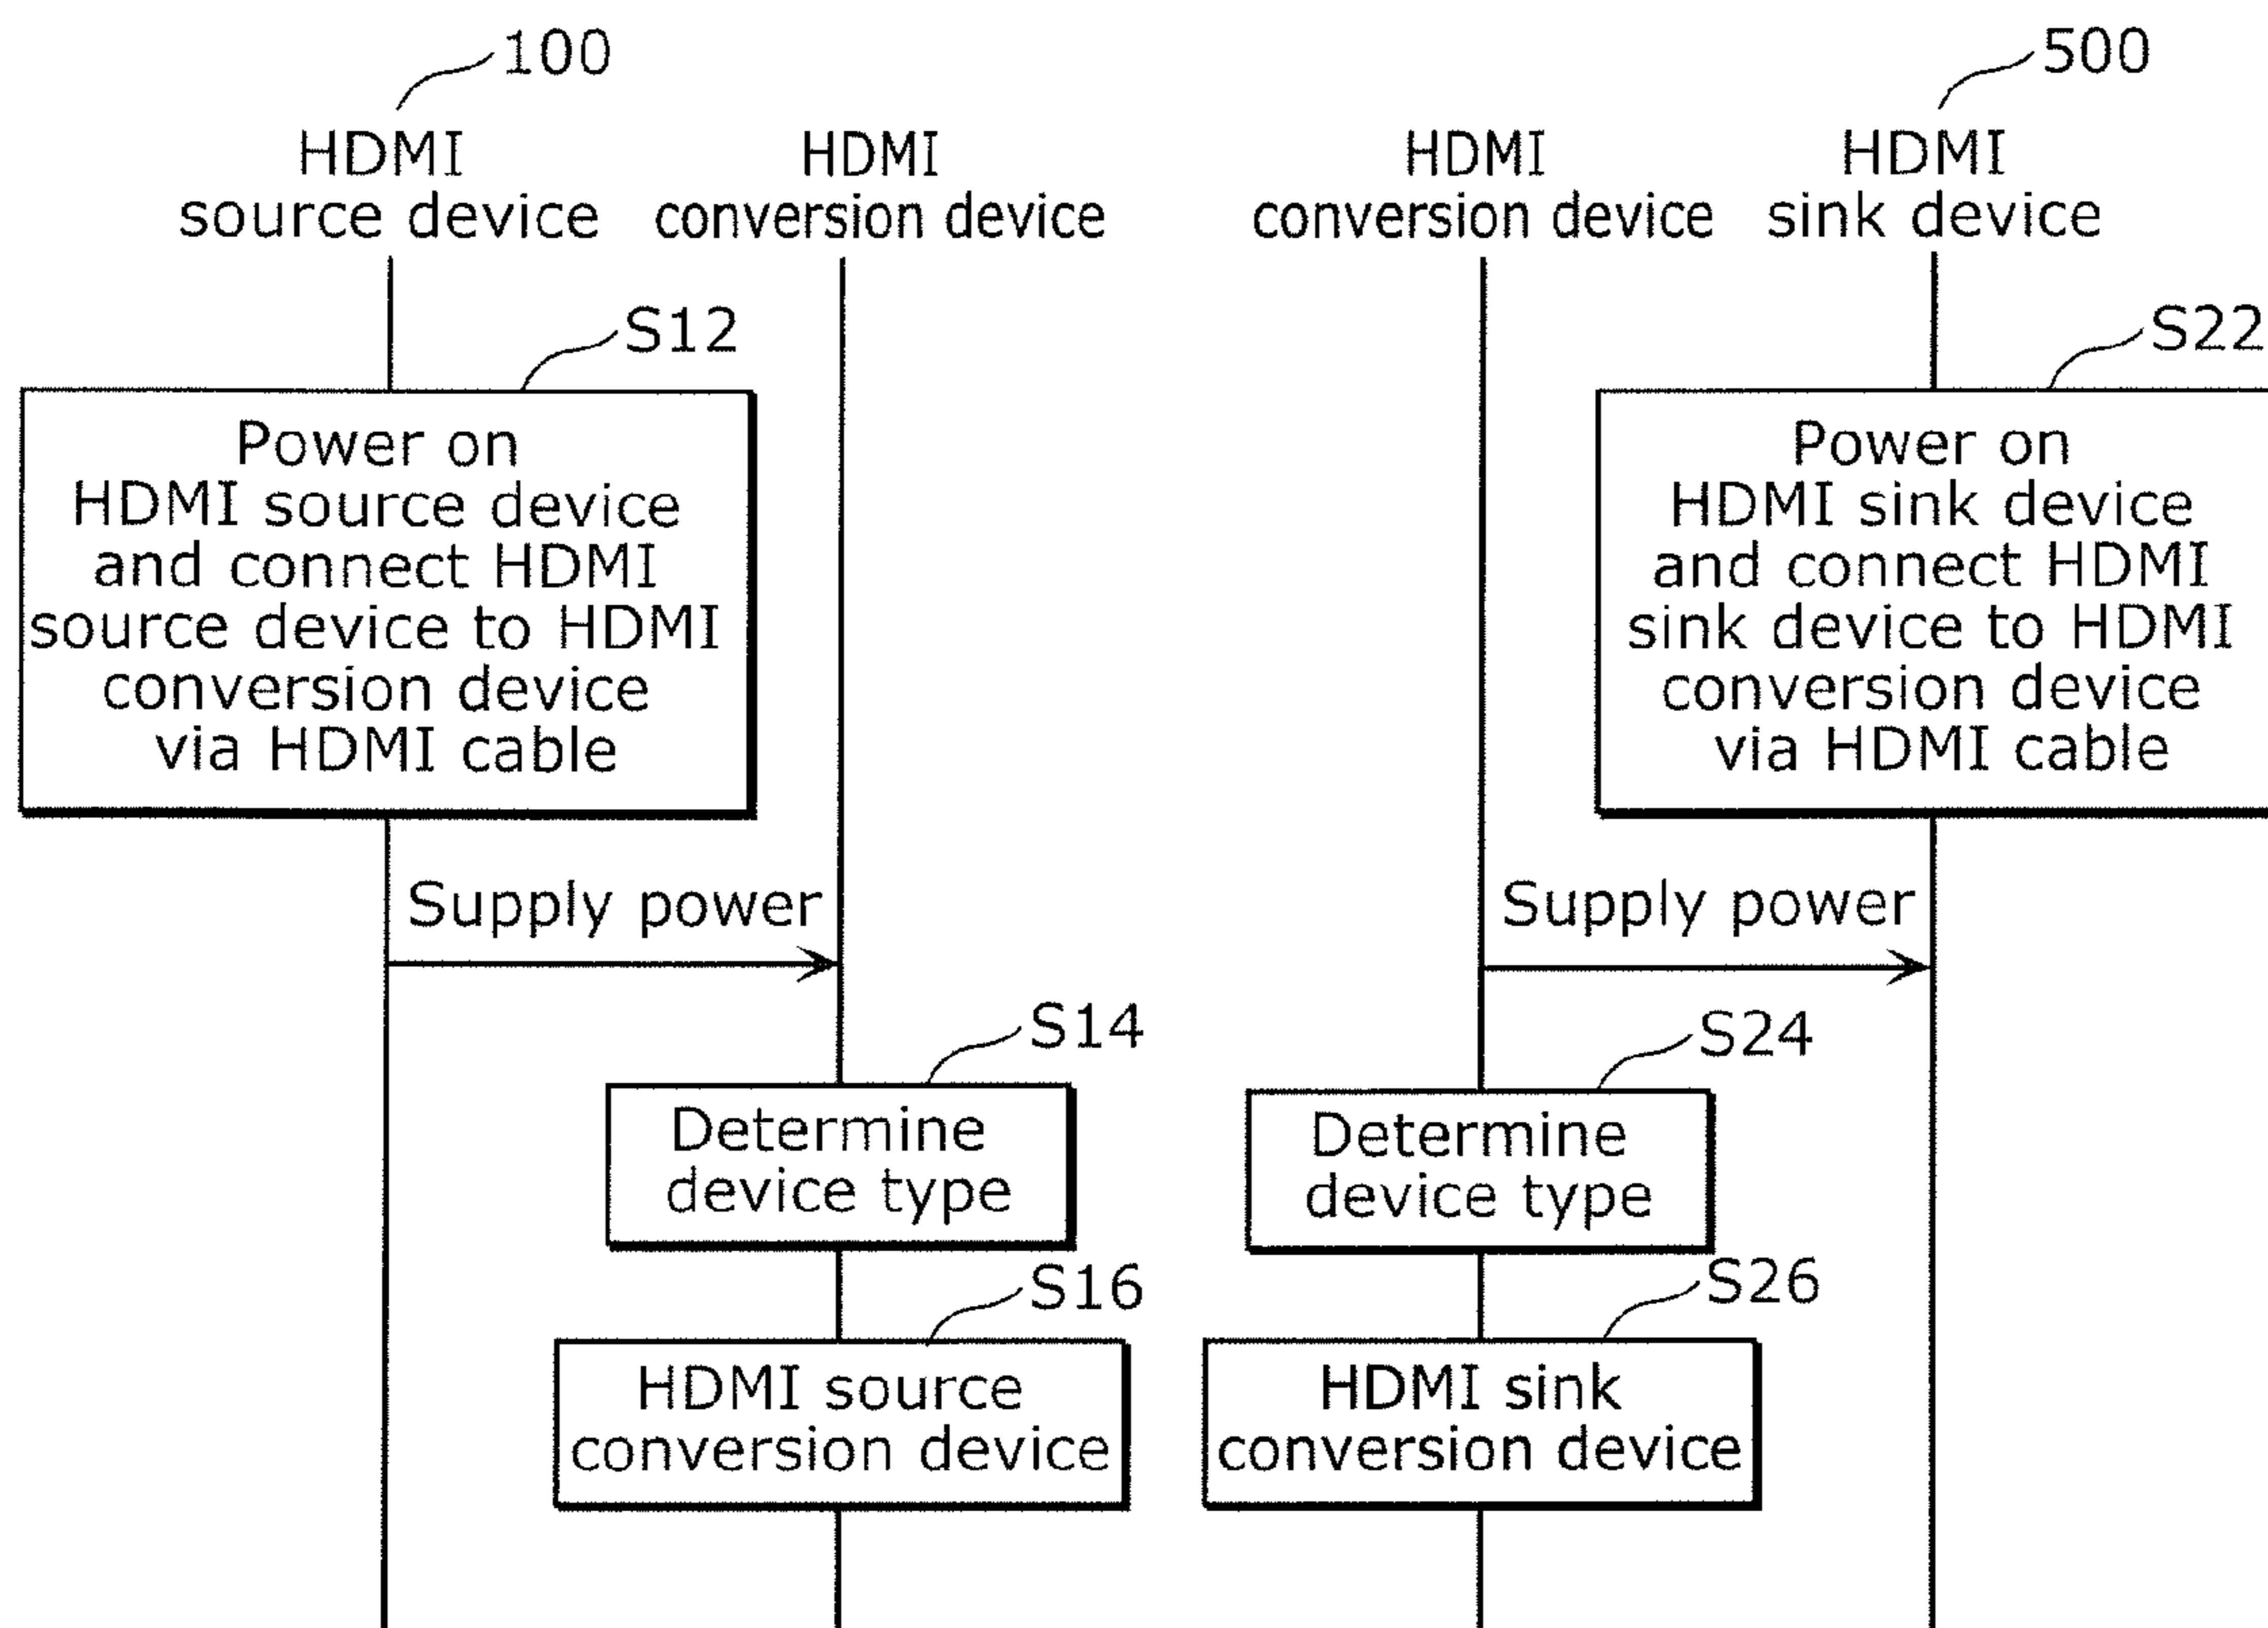 100
HDMI
source device
HDMI
conversion device
HDMI
conversion device
500
HDMI
sink device
S12
Power on
HDMI source device
and connect HDMI
source device to HDMI
conversion device
via HDMI cable
S22
Power on
HDMI sink device
and connect HDMI
sink device to HDMI
conversion device
via HDMI cable
Supply power
Supply power
S14
Determine
device type
S24
Determine
device type
S16
HDMI source
conversion device
S26
HDMI sink
conversion device